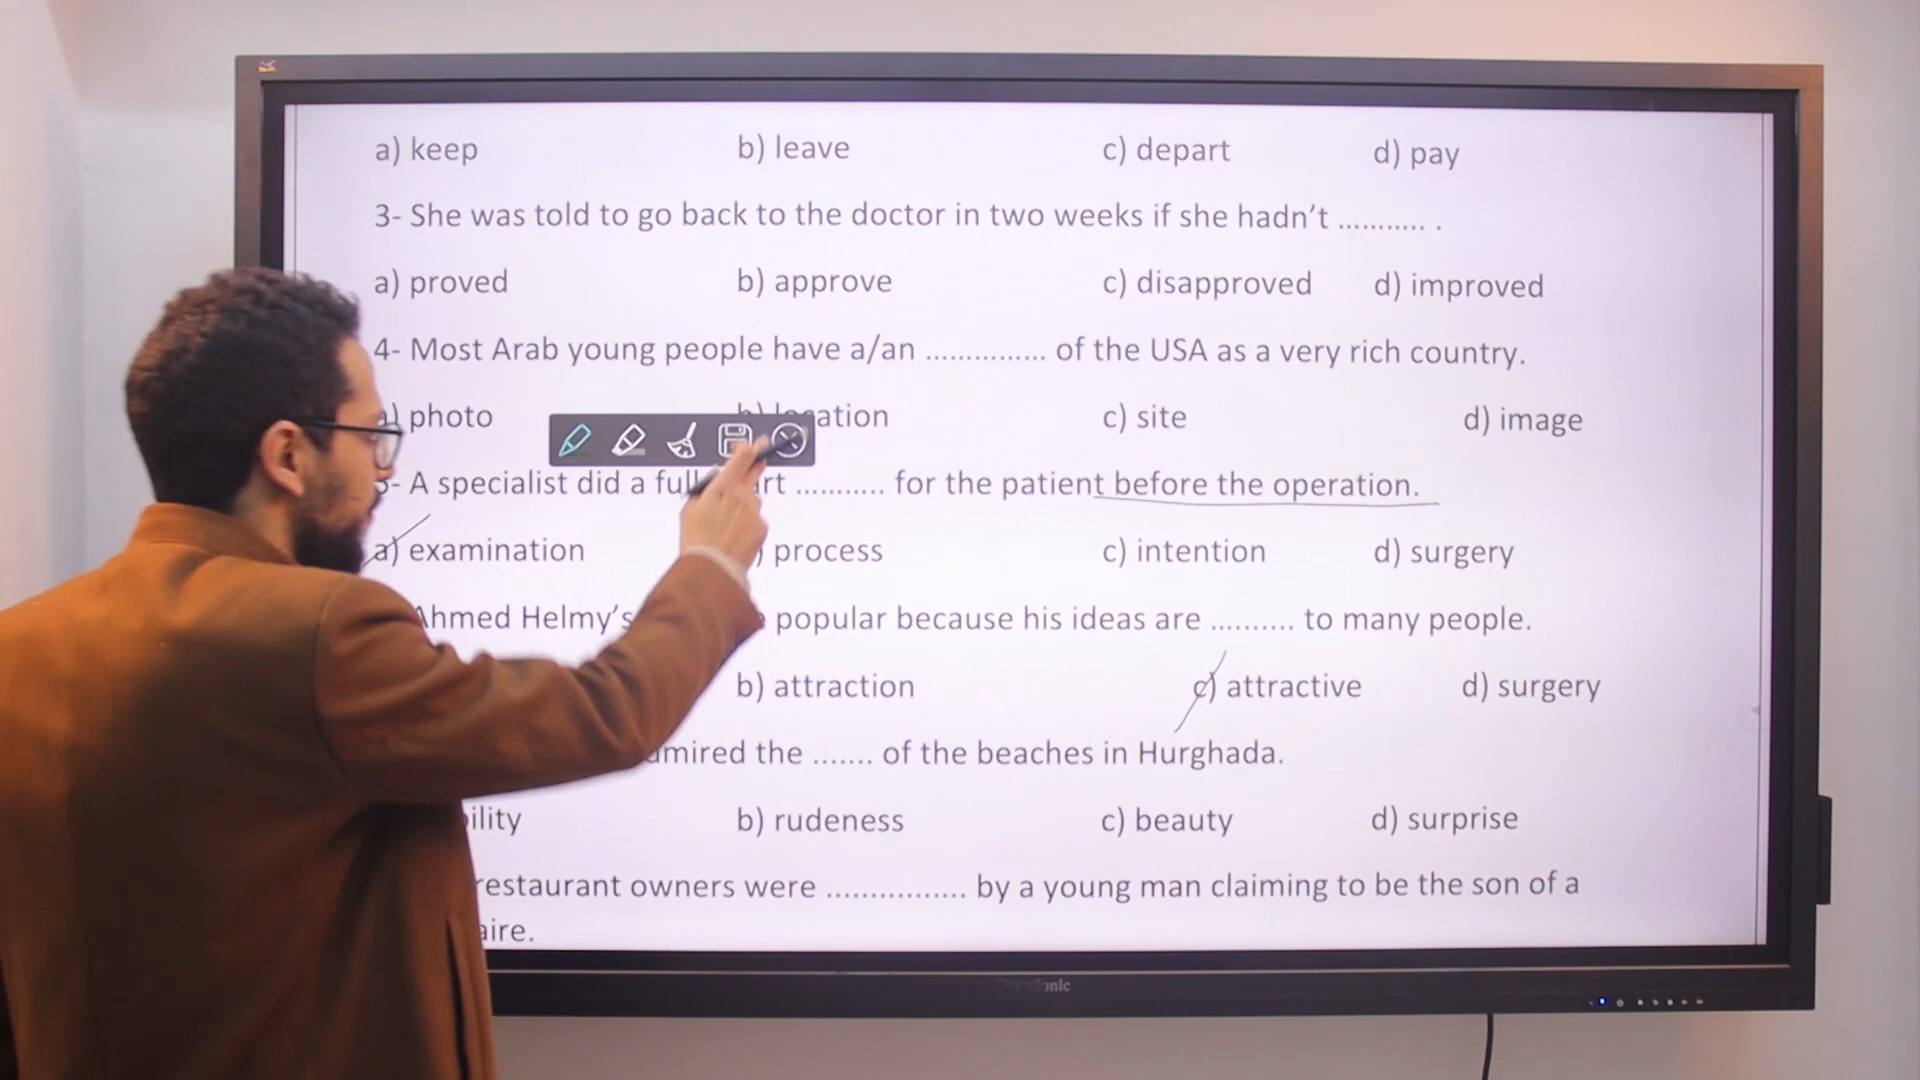 a) keep b) leave c) depart d) pay
3- She was told to go back to the doctor in two weeks if she hadn't ........... .
a) proved b) approve c) disapproved d) improved
4- Most Arab young people have a/an ............... of the USA as a very rich country.
photo c) site d) image
- A specialist did a ........... for the patient before the operation.
a) examination process c) intention d) surgery
Ahmed Helmy's popular because his ideas are .......... to many people.
b) attraction c) attractive d) surgery
the ....... of the beaches in Hurghada.
b) rudeness c) beauty d) surprise
restaurant owners were ................ by a young man claiming to be the son of a